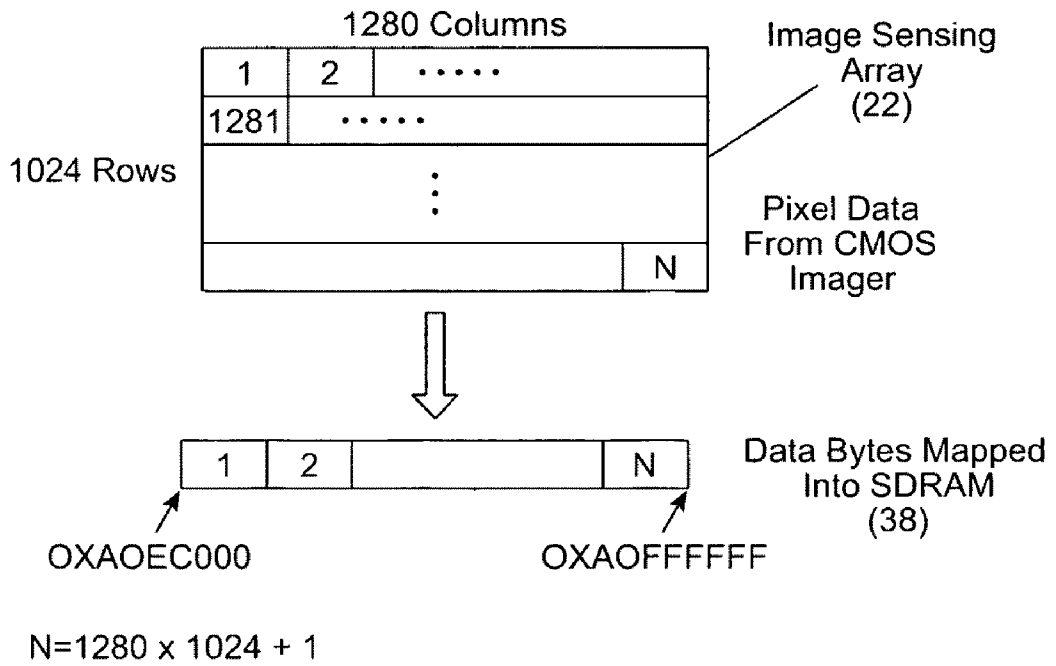 1280 Columns
Image Sensing
Array
(22)
1 2 .....
1281 .....
1024 Rows
Pixel Data
From CMOS
Imager
N
1 2 N
Data Bytes Mapped
Into SDRAM
(38)
OXAOEC000
OXAOFFFFFF
N=1280 x 1024 + 1